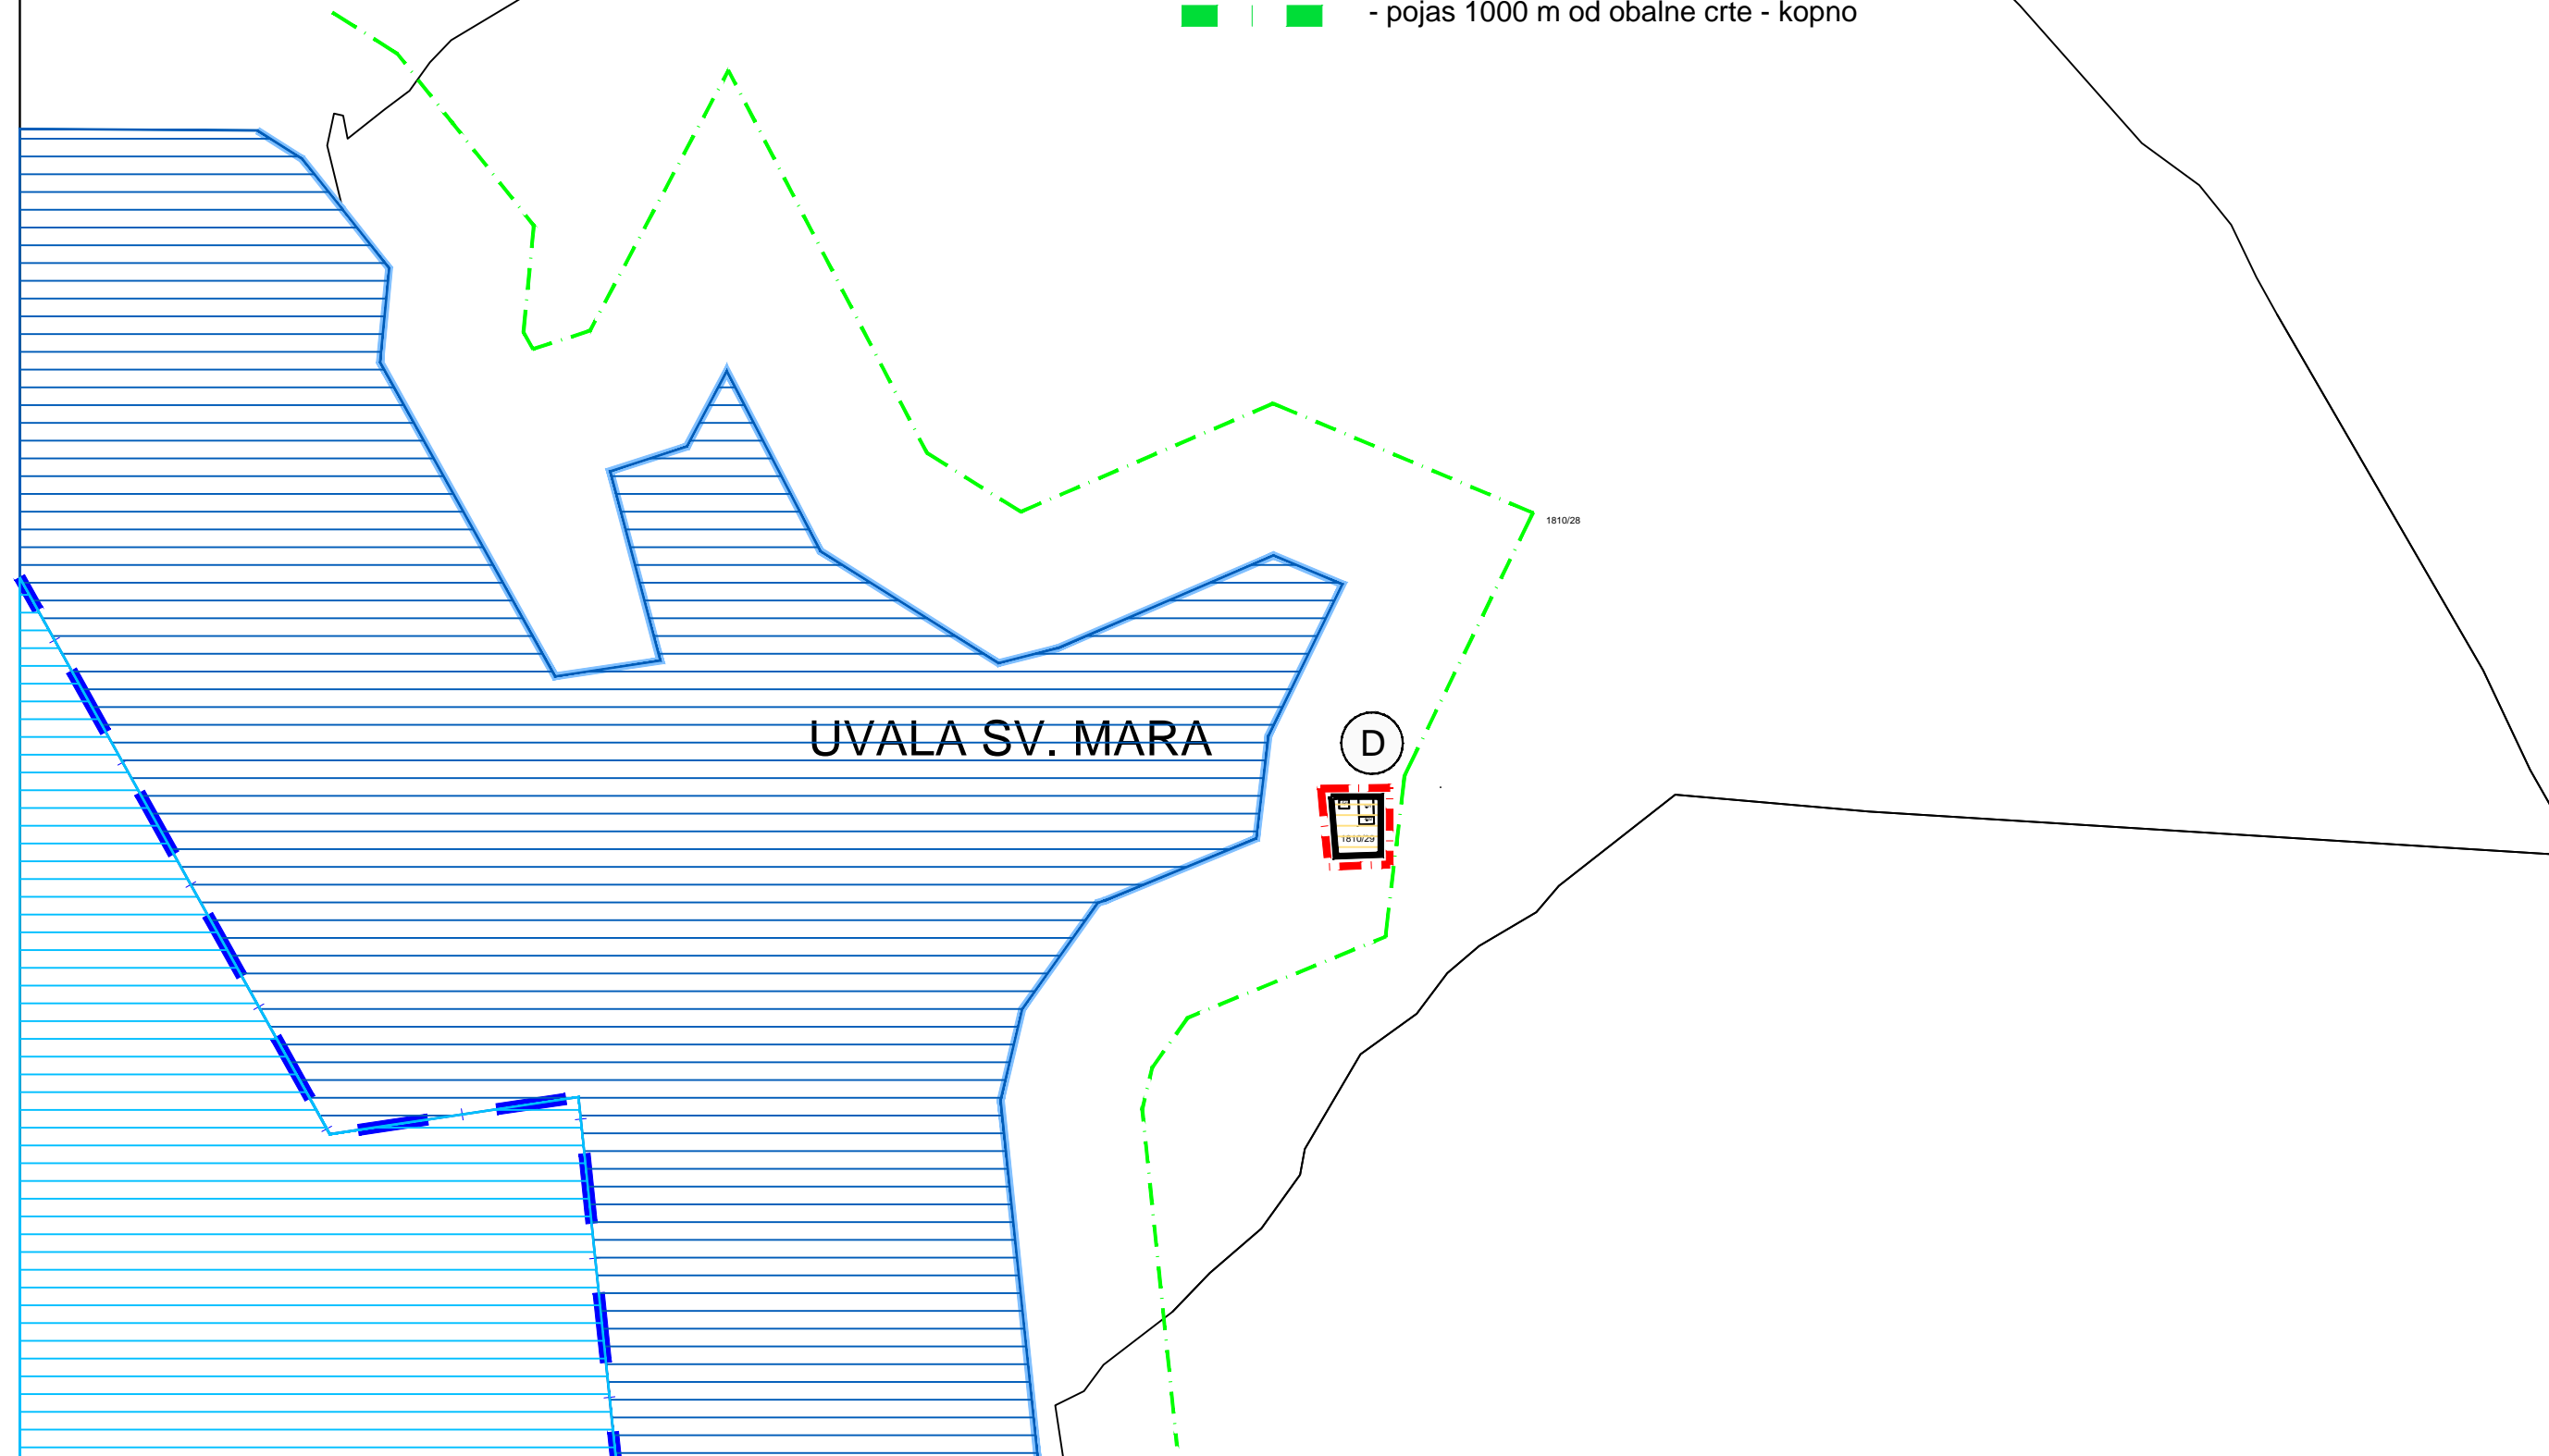 - pojas 1000 m od obalne crte - kopno
1810/28
UVALA SV. MARA
D
1810/29